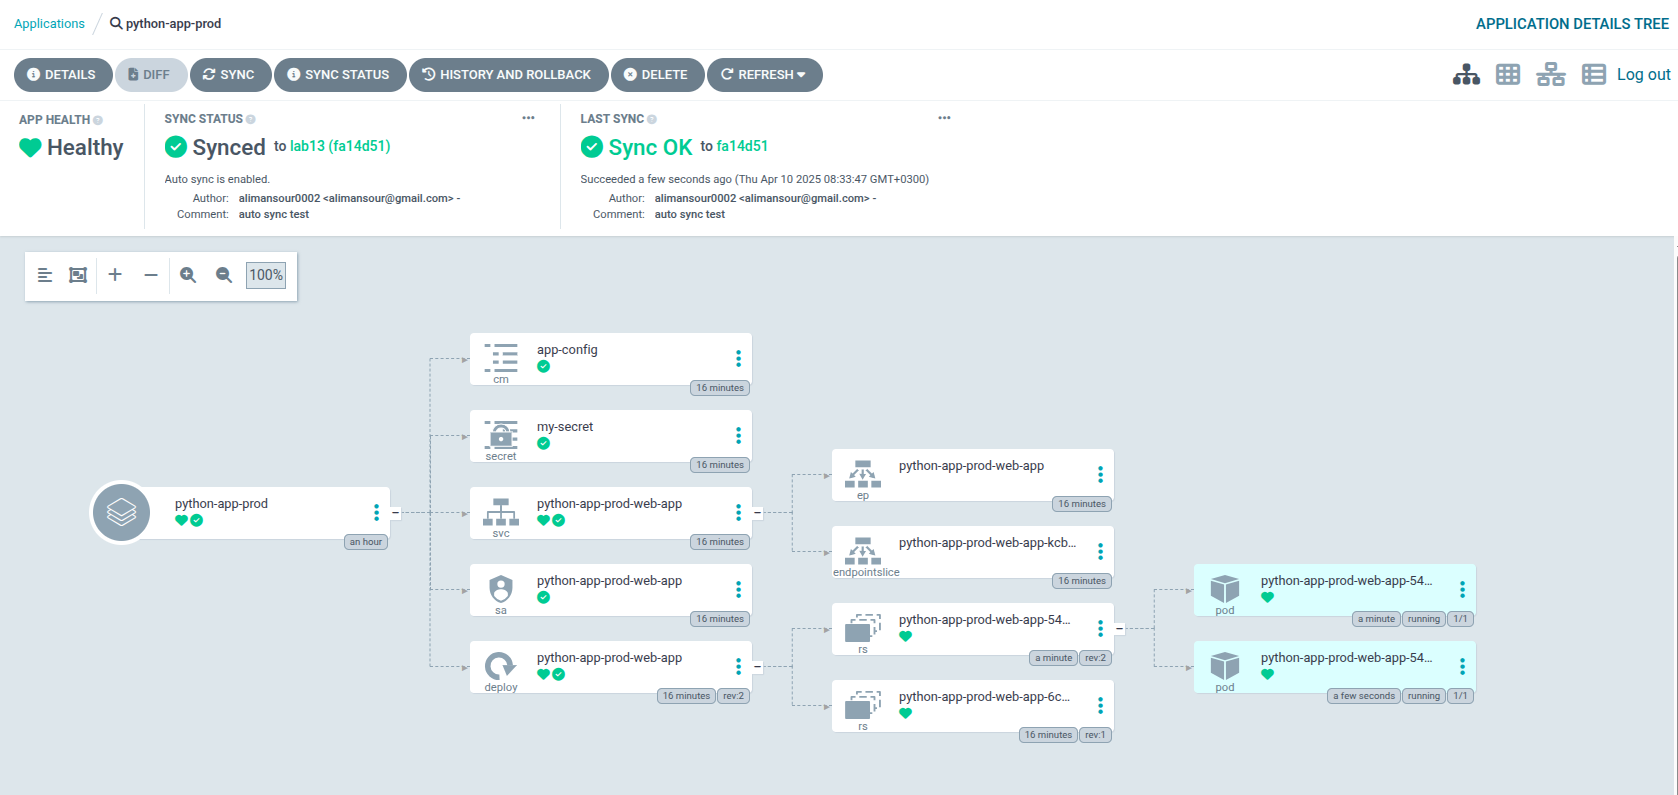 Applications / python-app-prod
APPLICATION DETAILS TREE
DETAILS
DIFF
SYNC
SYNC STATUS
HISTORY AND ROLLBACK
DELETE
REFRESH
Log out
APP HEALTH
Healthy
SYNC STATUS
Synced to lab13 (fa14d51)
Auto sync is enabled.
Author: alimansour0002 <alimansour@gmail.com> -
Comment: auto sync test
LAST SYNC
Sync OK to fa14d51
Succeeded a few seconds ago (Thu Apr 10 2025 08:33:47 GMT+0300)
Author: alimansour0002 <alimansour@gmail.com> -
Comment: auto sync test
100%
python-app-prod
an hour
app-config
cm
16 minutes
my-secret
secret
16 minutes
python-app-prod-web-app
svc
16 minutes
python-app-prod-web-app
sa
16 minutes
python-app-prod-web-app
deploy
16 minutes rev:2
python-app-prod-web-app
ep
16 minutes
python-app-prod-web-app-kcb...
endpointslice
16 minutes
python-app-prod-web-app-54...
rs
a minute rev:2
python-app-prod-web-app-6c...
rs
16 minutes rev:1
python-app-prod-web-app-54...
pod
a minute running 1/1
python-app-prod-web-app-54...
pod
a few seconds running 1/1